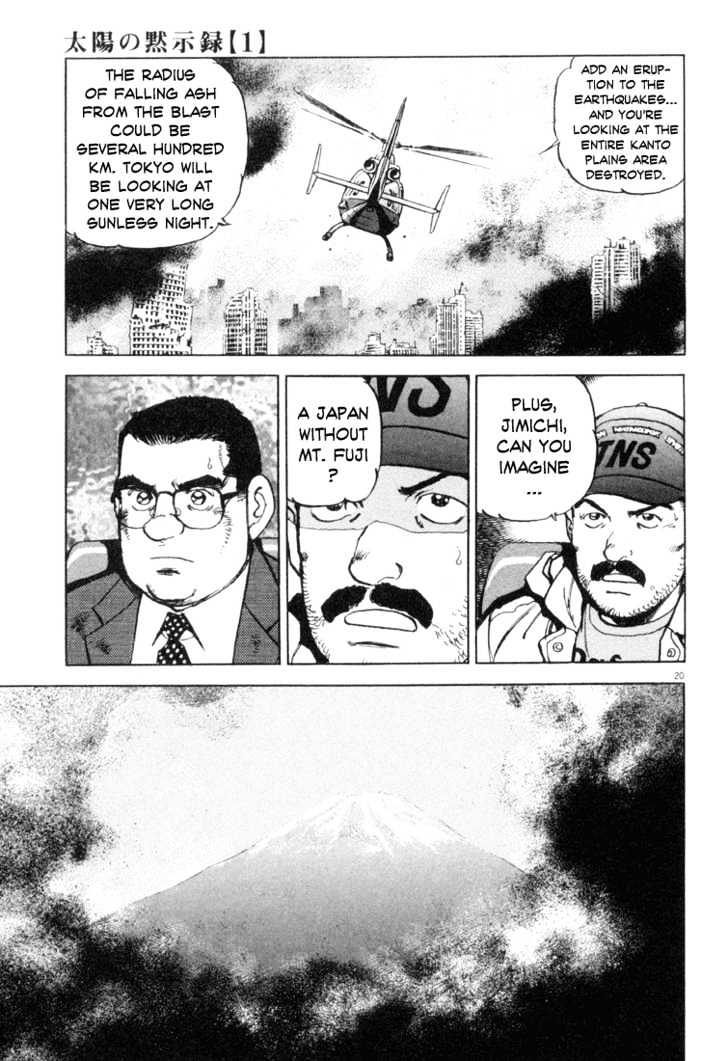 太陽の黙示録【1】
ADD AN ERUP-
TION TO THE
EARTHQUAKES...
AND YOU'RE
LOOKING AT THE
ENTIRE KANTO
PLAINS AREA
DESTROYED.
THE RADIUS
OF FALLING ASH
FROM THE BLAST
COULD BE
SEVERAL HUNDRED
KM. TOKYO WILL
BE LOOKING AT
ONE VERY LONG
SUNLESS NIGHT.
PLUS,
JIMICHI,
CAN YOU
IMAGINE
...
TNS
A JAPAN
WITHOUT
MT. FUJI
?
NS
20